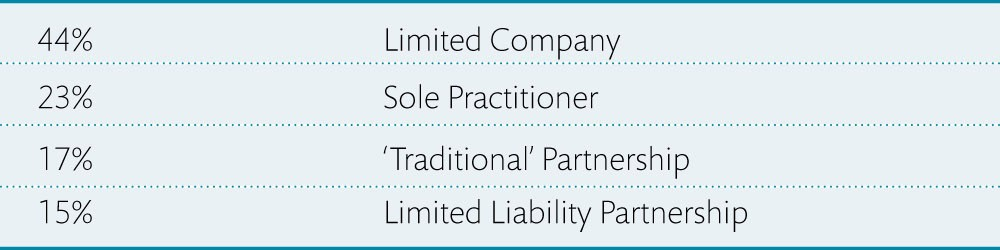 44% Limited Company
23% Sole Practitioner
17% ‘Traditional’ Partnership
15% Limited Liability Partnership